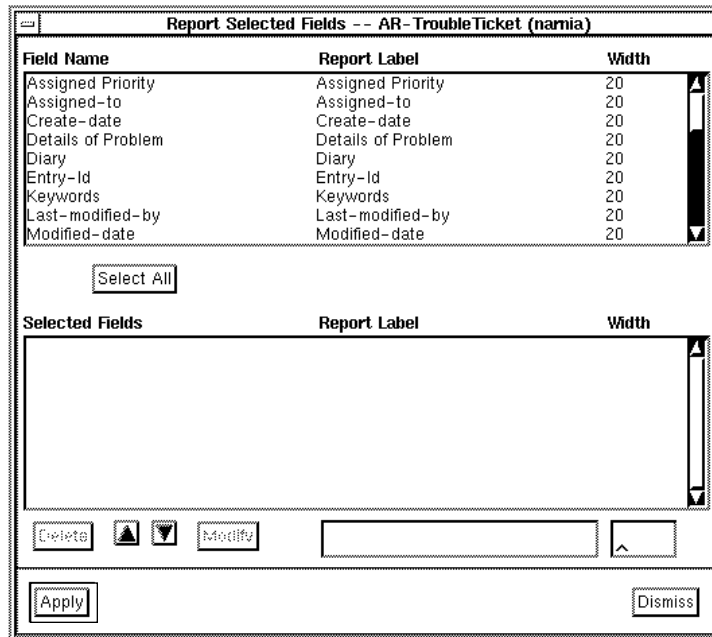 Report Selected Fields -- AR-TroubleTicket (narnia)
Field Name Report Label Width
Assigned Priority Assigned Priority 20
Assigned-to Assigned-to 20
Create-date Create-date 20
Details of Problem Details of Problem 20
Diary Diary 20
Entry-Id Entry-Id 20
Keywords Keywords 20
Last-modified-by Last-modified-by 20
Modified-date Modified-date 20
Select All
Selected Fields Report Label Width
Delete Modify
Apply Dismiss